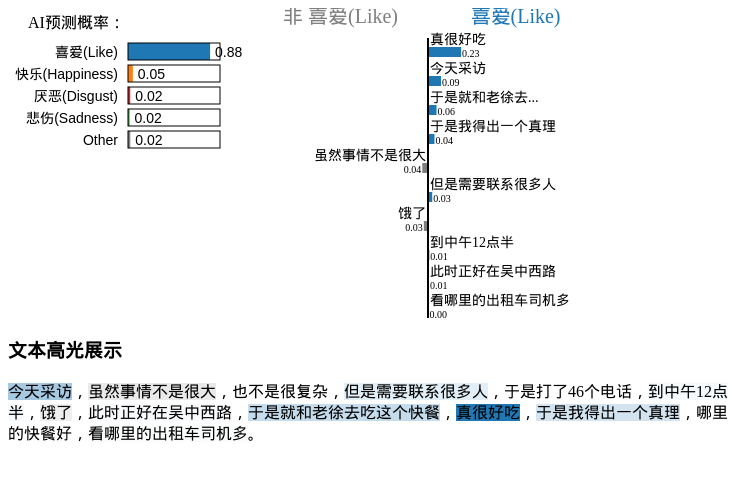 AI预测概率：
喜爱(Like) 0.88
快乐(Happiness) 0.05
厌恶(Disgust) 0.02
悲伤(Sadness) 0.02
Other 0.02
非 喜爱(Like)
喜爱(Like)
真很好吃
0.23
今天采访
0.09
于是就和老徐去...
0.06
于是我得出一个真理
0.04
虽然事情不是很大
0.04
但是需要联系很多人
0.03
饿了
0.03
到中午12点半
0.01
此时正好在吴中西路
0.01
看哪里的出租车司机多
0.00
文本高光展示
今天采访，虽然事情不是很大，也不是很复杂，但是需要联系很多人，于是打了46个电话，到中午12点
半，饿了，此时正好在吴中西路，于是就和老徐去吃这个快餐，真很好吃，于是我得出一个真理，哪里
的快餐好，看哪里的出租车司机多。